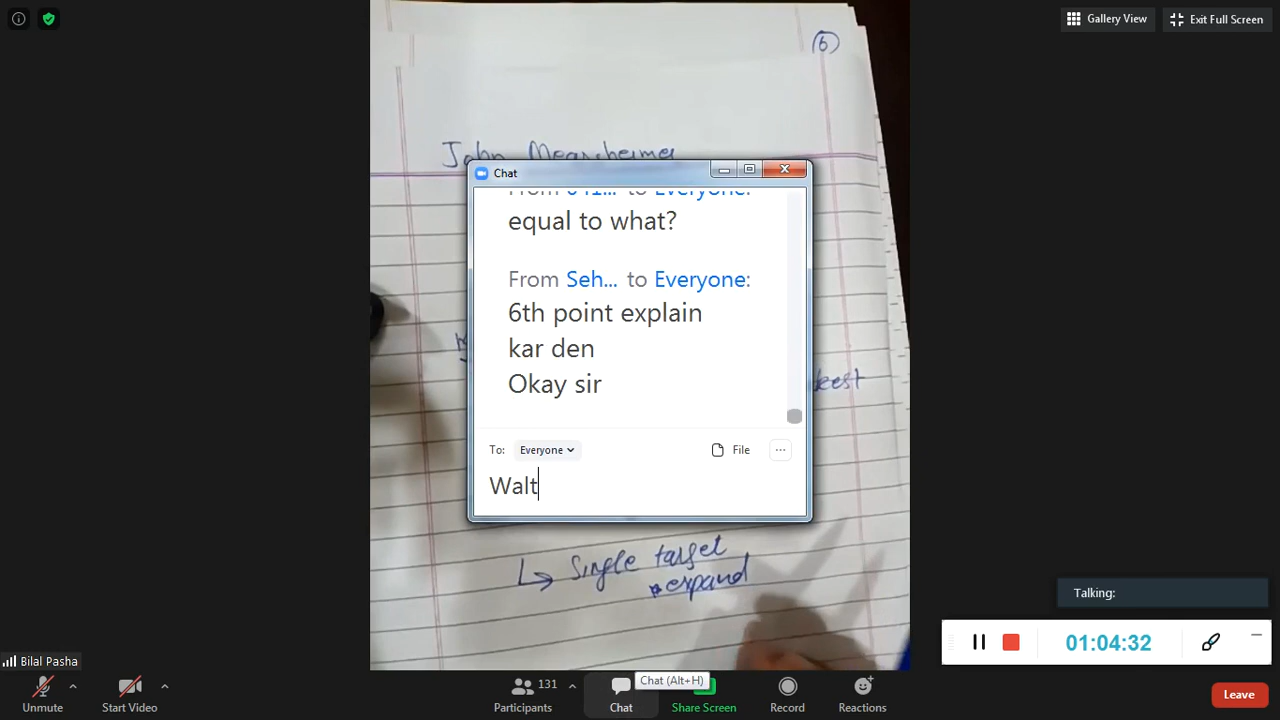 Gallery View
Exit Full Screen
6
John Mearsheimer
Chat
to Everyone:
equal to what?
From Seh... to Everyone:
6th point explain
kar den
Okay sir
To: Everyone
File
...
Walt
Single target
expand
Talking:
01:04:32
Bilal Pasha
Chat (Alt+H)
Unmute
Start Video
131
Participants
Chat
Share Screen
Record
Reactions
Leave